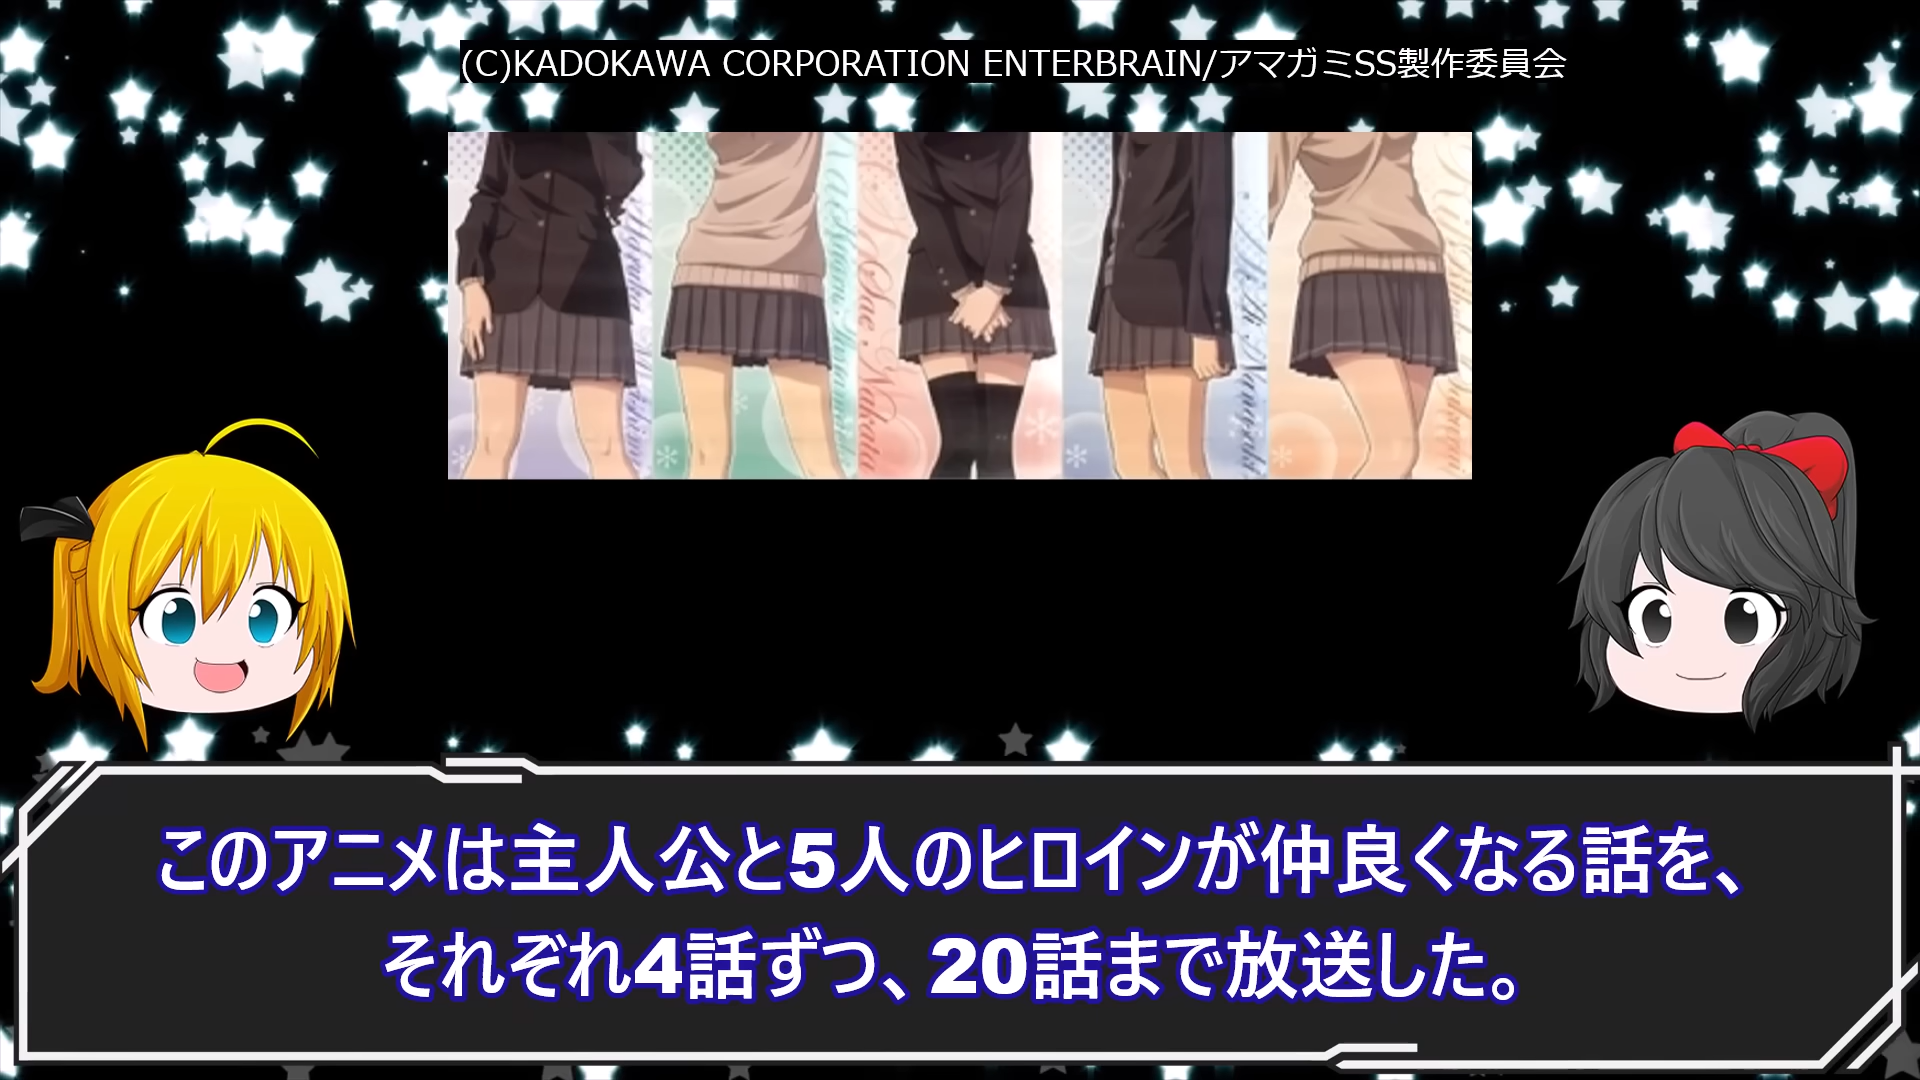 (C)KADOKAWA CORPORATION ENTERBRAIN/アマガミSS製作委員会
Sae Nakata
このアニメは主人公と5人のヒロインが仲良くなる話を、
それぞれ4話ずつ、20話まで放送した。